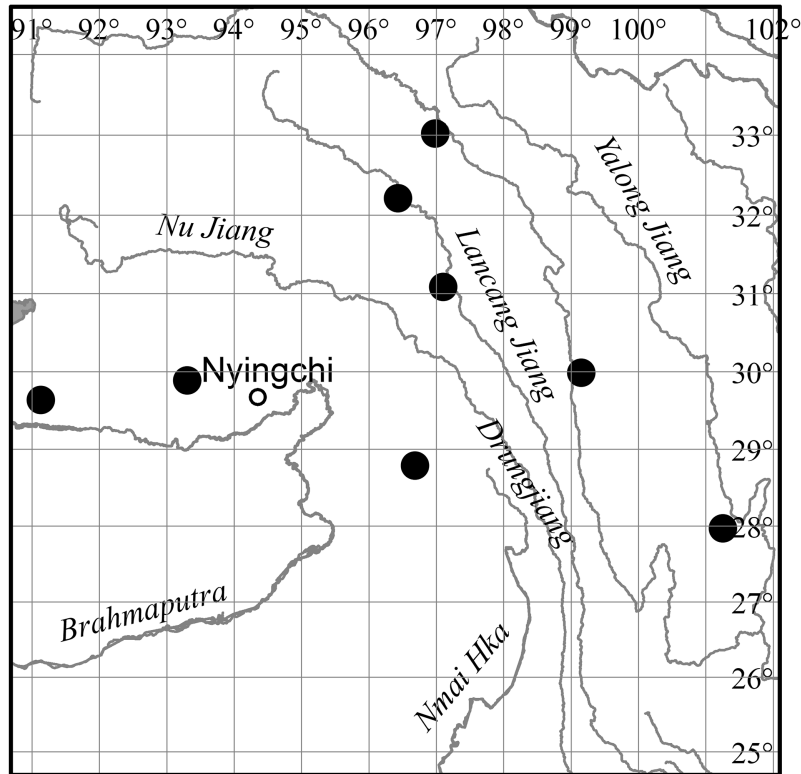 91° 92° 93° 94° 95° 96° 97° 98° 99° 100° 101° 102°
33°
Yalong Jiang
32°
Nu Jiang
Lancang Jiang
31°
30°
Nyingchi
29°
Drungjiang
28°
27°
Brahmaputra
Nmai Hka
26°
25°